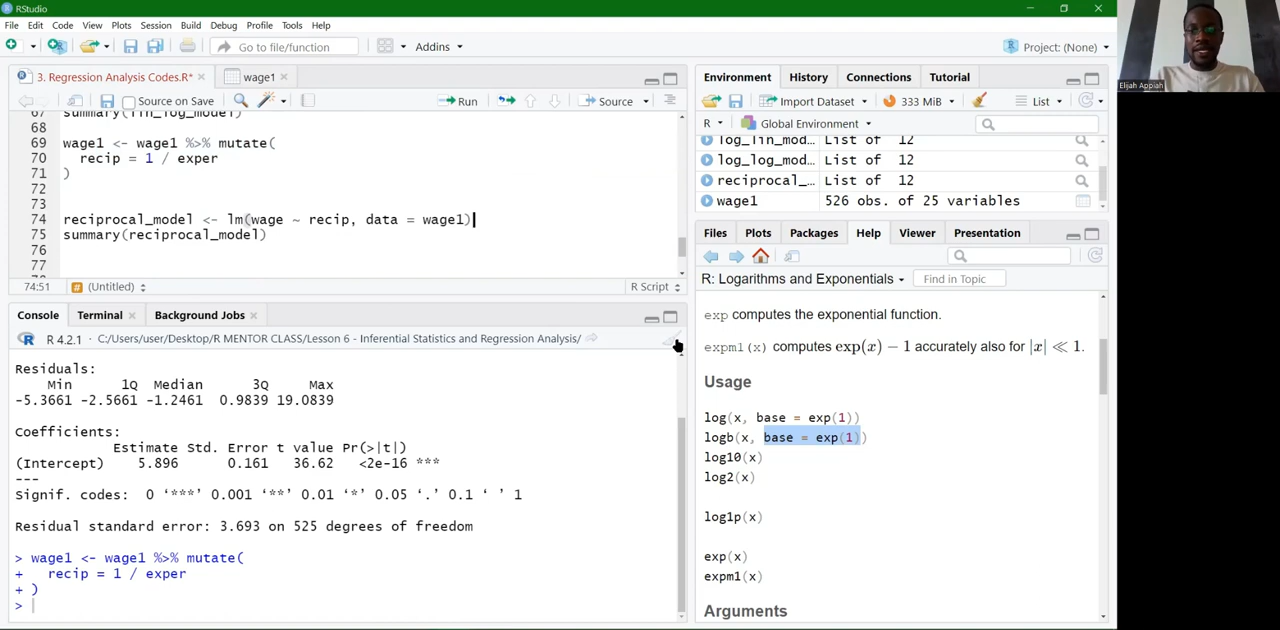 RStudio
File Edit Code View Plots Session Build Debug Profile Tools Help
Go to file/function
Addins
Project: (None)
3. Regression Analysis Codes.R*
wage1
Source on Save
Run
Source
67 summary(lin_log_model)
68
69 wage1 <- wage1 %>% mutate(
70 recip = 1 / exper
71 )
72
73
74 reciprocal_model <- lm(wage ~ recip, data = wage1)
75 summary(reciprocal_model)
76
77
78
74:51
(Untitled)
R Script
Console Terminal Background Jobs
R 4.2.1 · C:/Users/user/Desktop/R MENTOR CLASS/Lesson 6 - Inferential Statistics and Regression Analysis/
Residuals:
Min 1Q Median 3Q Max
-5.3661 -2.5661 -1.2461 0.9839 19.0839
Coefficients:
Estimate Std. Error t value Pr(>|t|)
(Intercept) 5.896 0.161 36.62 <2e-16 ***
---
Signif. codes: 0 ‘***’ 0.001 ‘**’ 0.01 ‘*’ 0.05 ‘.’ 0.1 ‘ ’ 1
Residual standard error: 3.693 on 525 degrees of freedom
> wage1 <- wage1 %>% mutate(
+ recip = 1 / exper
+ )
>
Environment History Connections Tutorial
Import Dataset
333 MiB
List
R
Global Environment
log_lin_mod... List of 12
log_log_mod... List of 12
reciprocal_... List of 12
wage1 526 obs. of 25 variables
Files Plots Packages Help Viewer Presentation
R: Logarithms and Exponentials
Find in Topic
exp computes the exponential function.
expm1(x) computes exp(x) − 1 accurately also for |x| ≪ 1.
Usage
log(x, base = exp(1))
logb(x, base = exp(1))
log10(x)
log2(x)
log1p(x)
exp(x)
expm1(x)
Arguments
Elijah Appiah